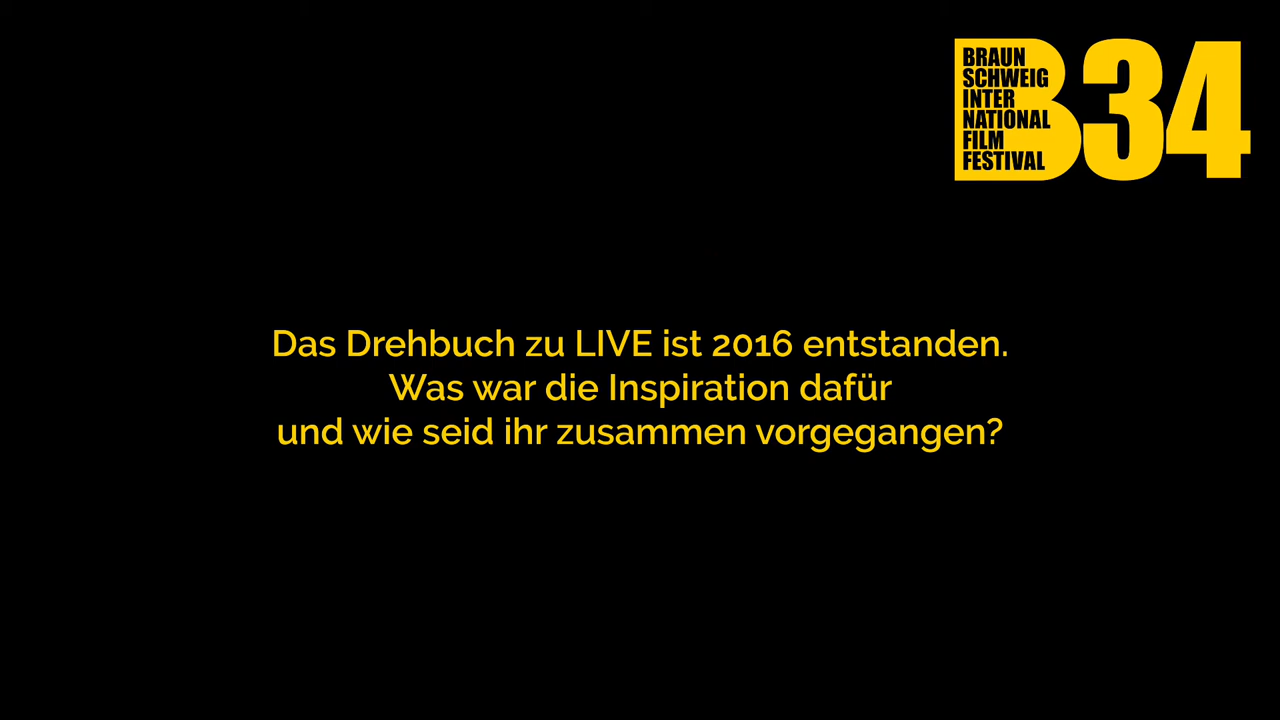 BRAUN
SCHWEIG
INTER
NATIONAL
FILM
FESTIVAL
B34
Das Drehbuch zu LIVE ist 2016 entstanden.
Was war die Inspiration dafür
und wie seid ihr zusammen vorgegangen?